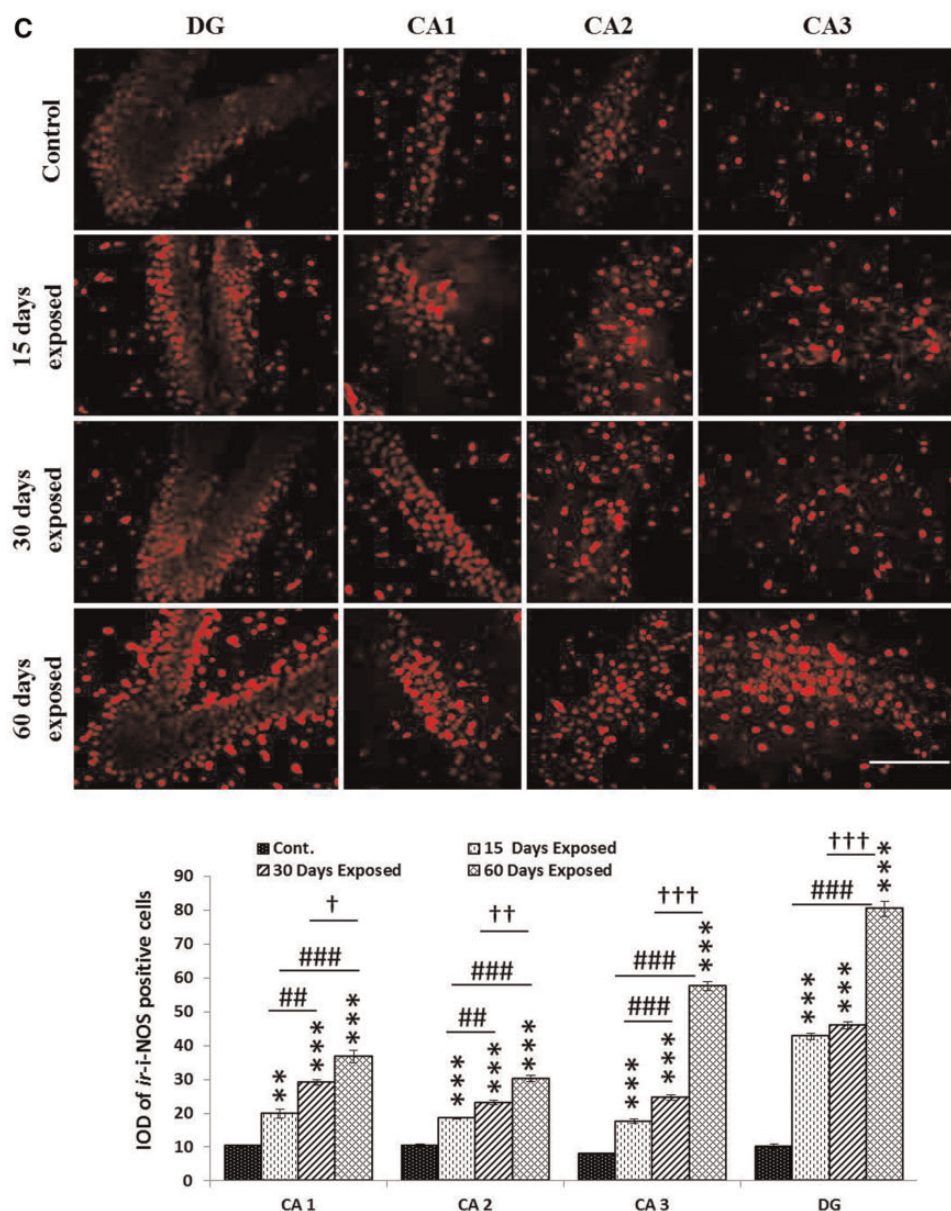 C
DG CA1 CA2 CA3
Control
15 days
exposed
30 days
exposed
60 days
exposed
Cont. 15 Days Exposed
30 Days Exposed 60 Days Exposed
IOD of ir-i-NOS positive cells
90
80
70
60
50
40
30
20
10
0
** ## *** ### † ***
*** ## *** ### †† ***
*** ### *** ### ††† ***
*** *** ### ††† ***
CA 1 CA 2 CA 3 DG